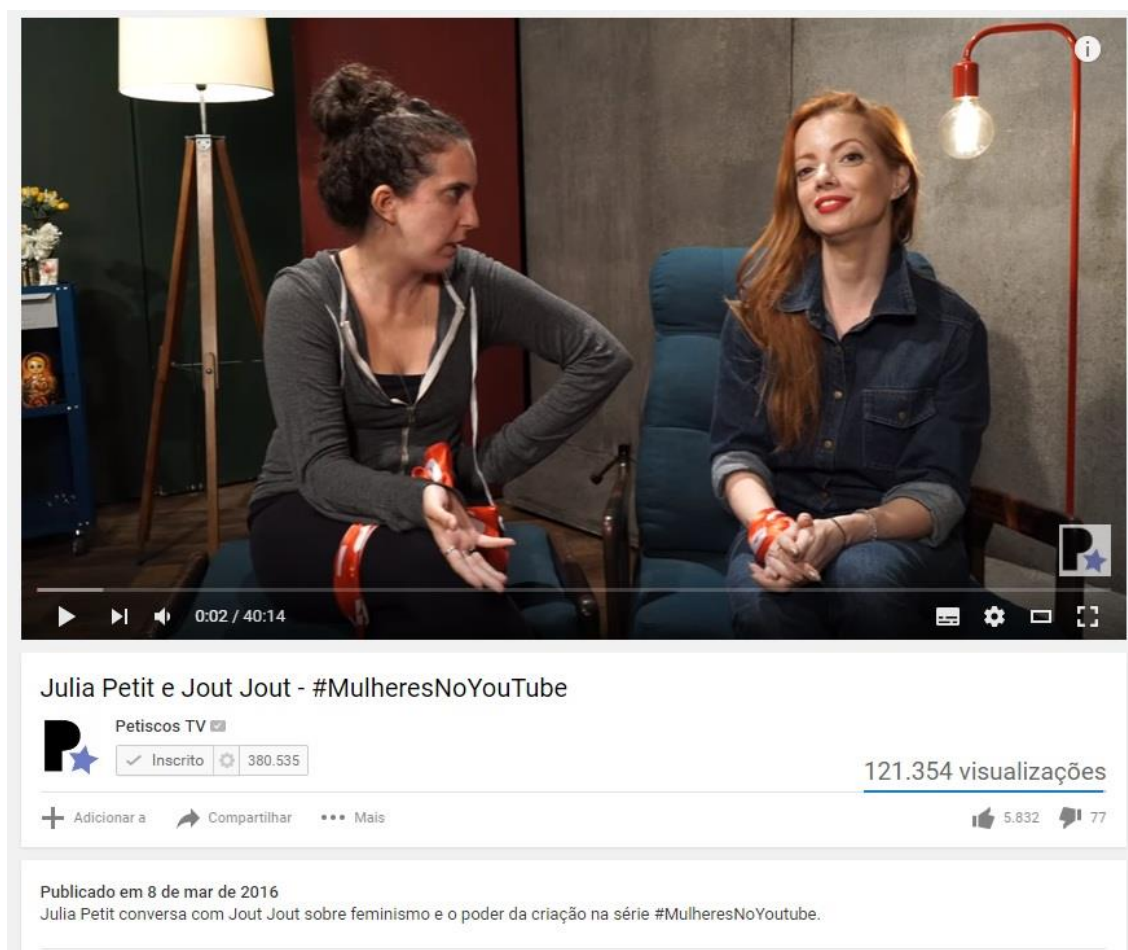 0:02 / 40:14
Julia Petit e Jout Jout - #MulheresNoYouTube
Petiscos TV
Inscrito 380.535
121.354 visualizações
Adicionar a Compartilhar Mais 5.832 77
Publicado em 8 de mar de 2016
Julia Petit conversa com Jout Jout sobre feminismo e o poder da criação na série #MulheresNoYoutube.